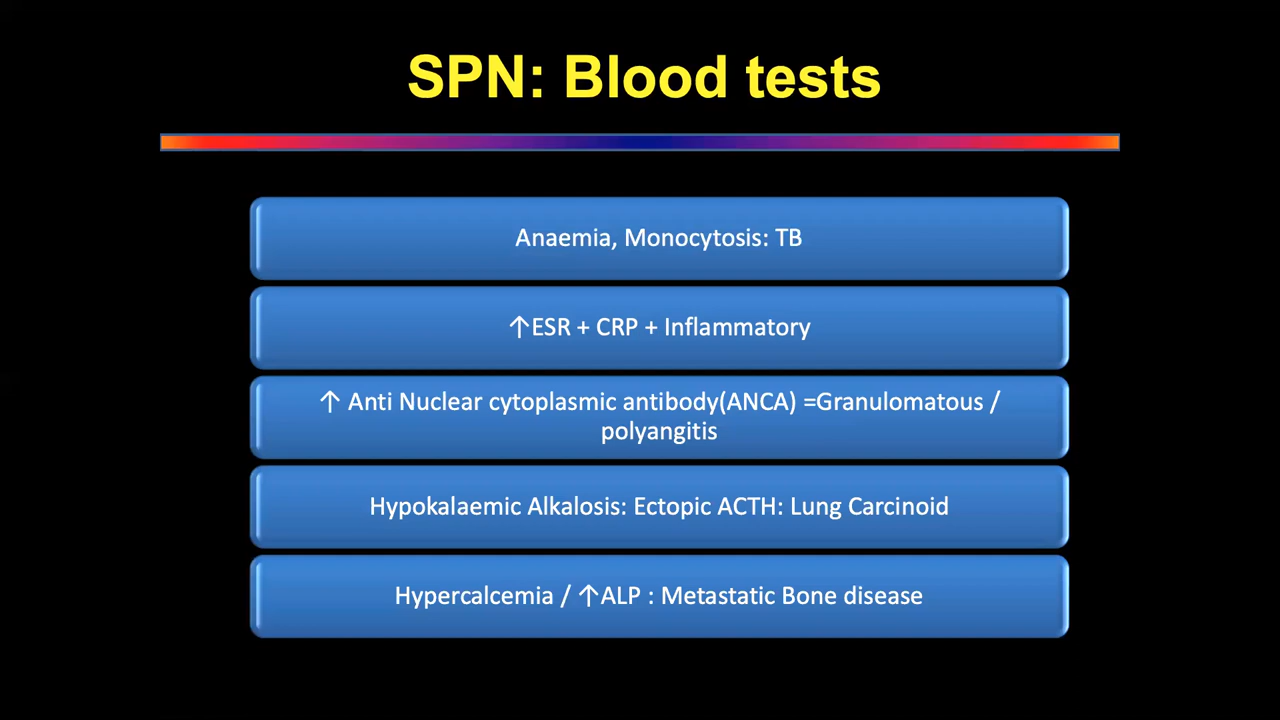 SPN: Blood tests
Anaemia, Monocytosis: TB
↑ESR + CRP + Inflammatory
↑ Anti Nuclear cytoplasmic antibody(ANCA) =Granulomatous /
polyangitis
Hypokalaemic Alkalosis: Ectopic ACTH: Lung Carcinoid
Hypercalcemia / ↑ALP : Metastatic Bone disease